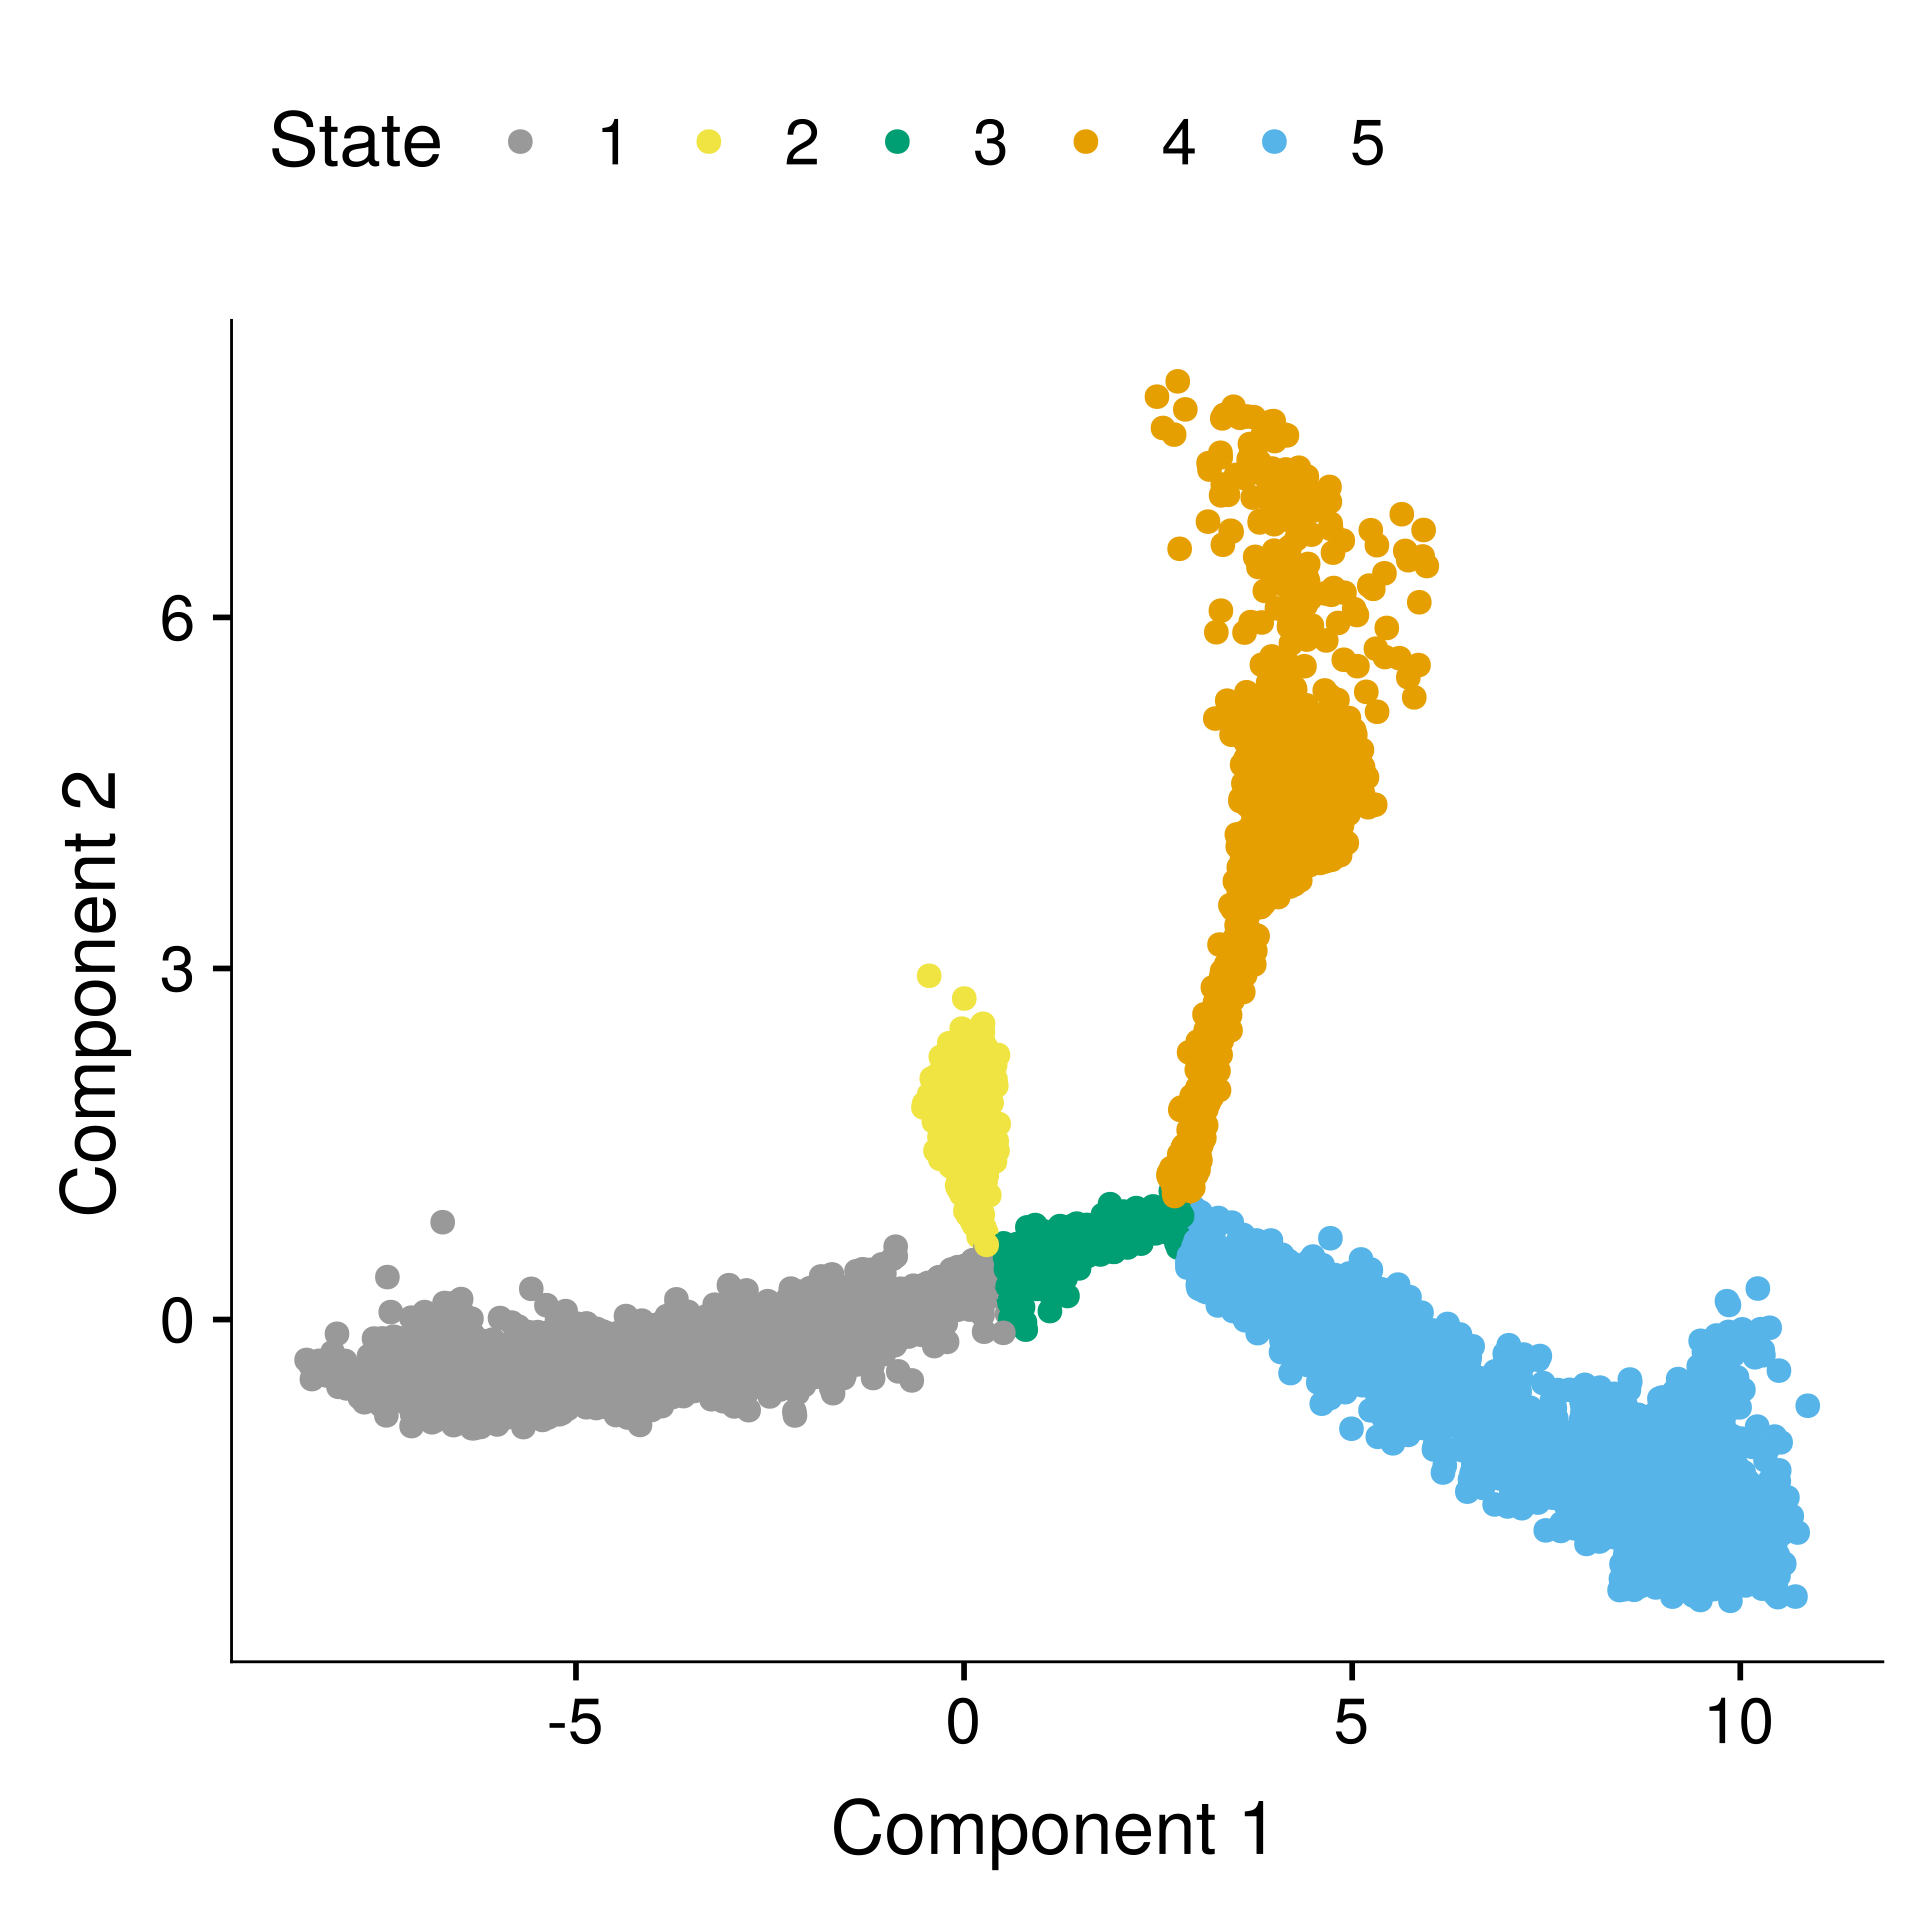 State 1 2 3 4 5
6
3
0
Component 2
-5 0 5 10
Component 1